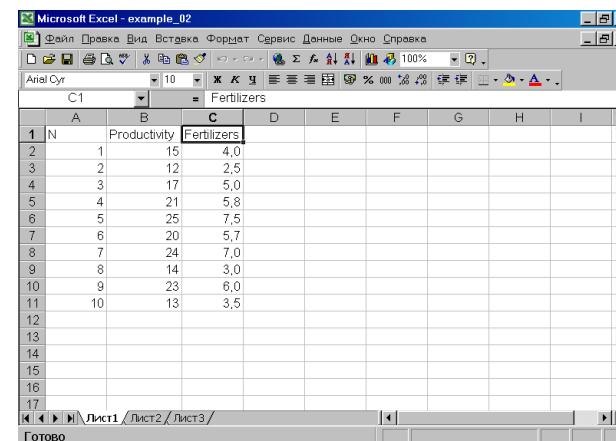 Microsoft Excel - example_02
Файл Правка Вид Вставка Формат Сервис Данные Окно Справка
100%
Arial Cyr 10 Ж К Ч % 000
C1 = Fertilizers
A B C D E F G H I
1 N Productivity Fertilizers
2 1 15 4,0
3 2 12 2,5
4 3 17 5,0
5 4 21 5,8
6 5 25 7,5
7 6 20 5,7
8 7 24 7,0
9 8 14 3,0
10 9 23 6,0
11 10 13 3,5
12
13
14
15
16
17
Лист1 Лист2 Лист3
Готово